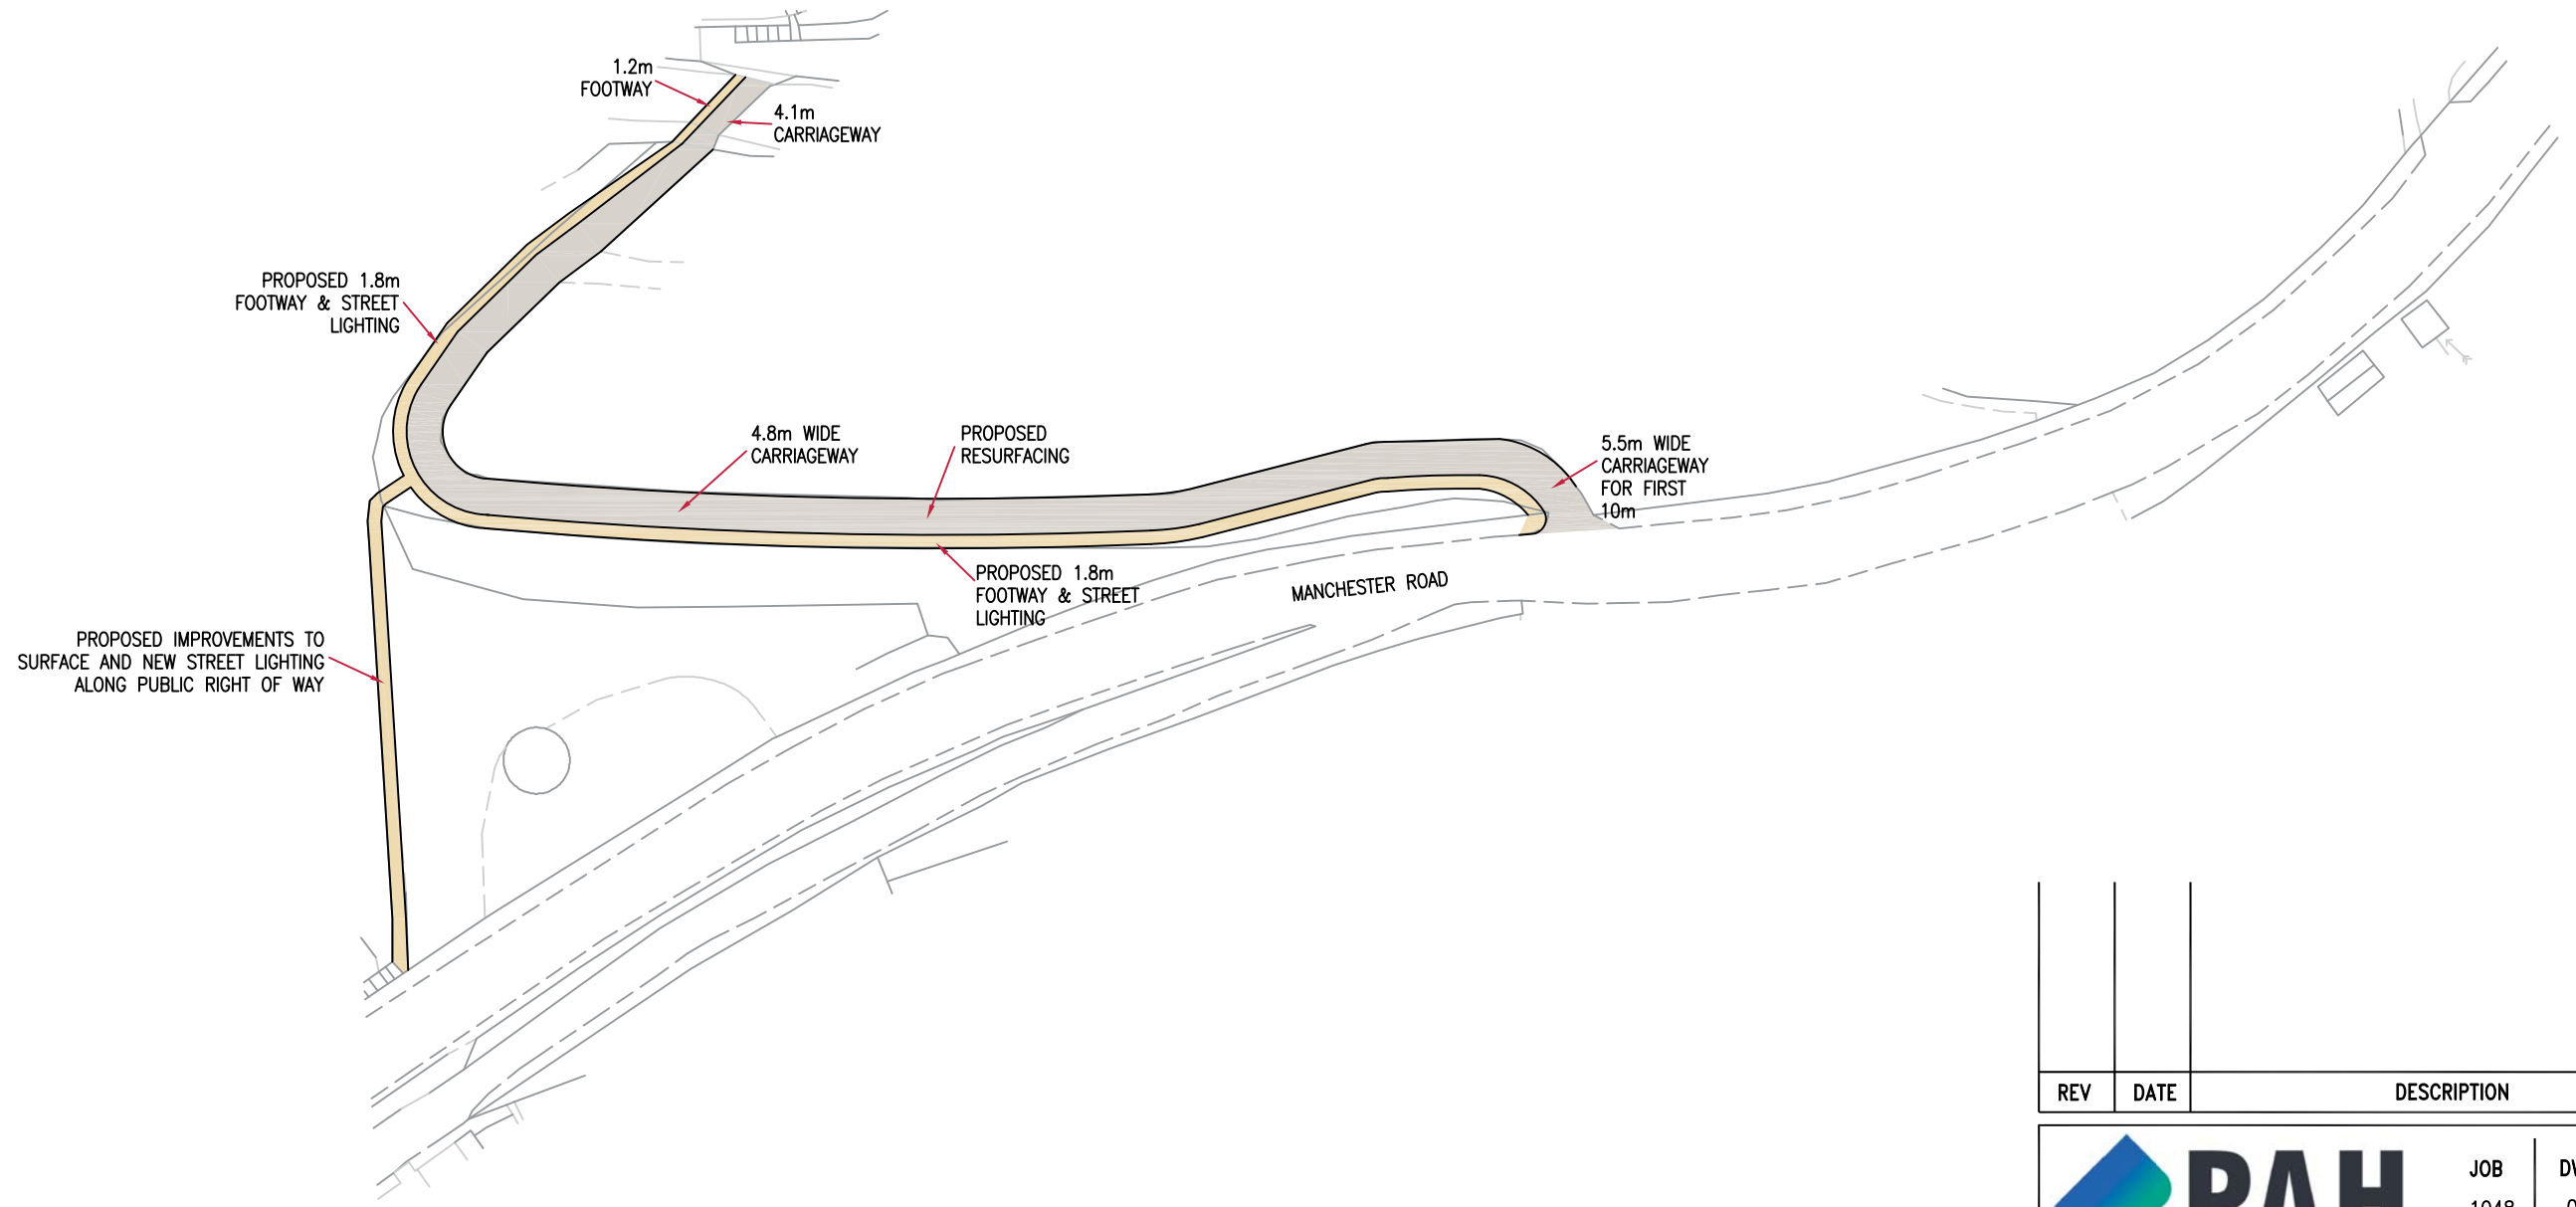 1.2m
FOOTWAY
4.1m
CARRIAGEWAY
PROPOSED 1.8m
FOOTWAY & STREET
LIGHTING
4.8m WIDE
CARRIAGEWAY
PROPOSED
RESURFACING
5.5m WIDE
CARRIAGEWAY
FOR FIRST
10m
PROPOSED 1.8m
FOOTWAY & STREET
LIGHTING
MANCHESTER ROAD
PROPOSED IMPROVEMENTS TO
SURFACE AND NEW STREET LIGHTING
ALONG PUBLIC RIGHT OF WAY
REV DATE DESCRIPTION
JOB